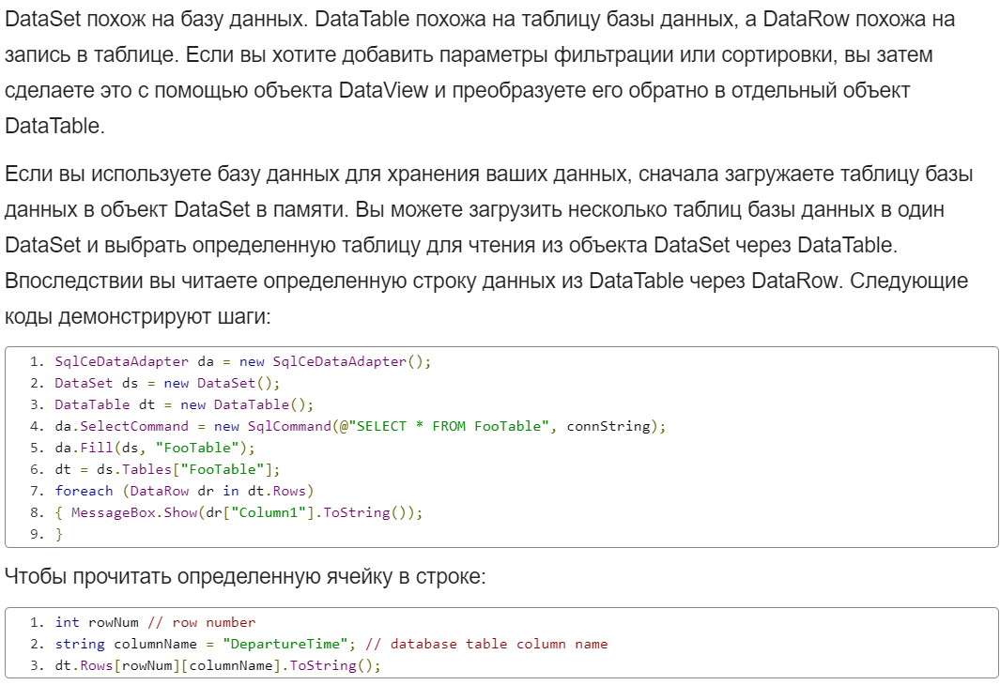 DataSet похож на базу данных. DataTable похожа на таблицу базы данных, а DataRow похожа на
запись в таблице. Если вы хотите добавить параметры фильтрации или сортировки, вы затем
сделаете это с помощью объекта DataView и преобразуете его обратно в отдельный объект
DataTable.
Если вы используете базу данных для хранения ваших данных, сначала загружаете таблицу базы
данных в объект DataSet в памяти. Вы можете загрузить несколько таблиц базы данных в один
DataSet и выбрать определенную таблицу для чтения из объекта DataSet через DataTable.
Впоследствии вы читаете определенную строку данных из DataTable через DataRow. Следующие
коды демонстрируют шаги:
1. SqlCeDataAdapter da = new SqlCeDataAdapter();
2. DataSet ds = new DataSet();
3. DataTable dt = new DataTable();
4. da.SelectCommand = new SqlCommand(@"SELECT * FROM FooTable", connString);
5. da.Fill(ds, "FooTable");
6. dt = ds.Tables["FooTable"];
7. foreach (DataRow dr in dt.Rows)
8. { MessageBox.Show(dr["Column1"].ToString());
9. }
Чтобы прочитать определенную ячейку в строке:
1. int rowNum // row number
2. string columnName = "DepartureTime"; // database table column name
3. dt.Rows[rowNum][columnName].ToString();